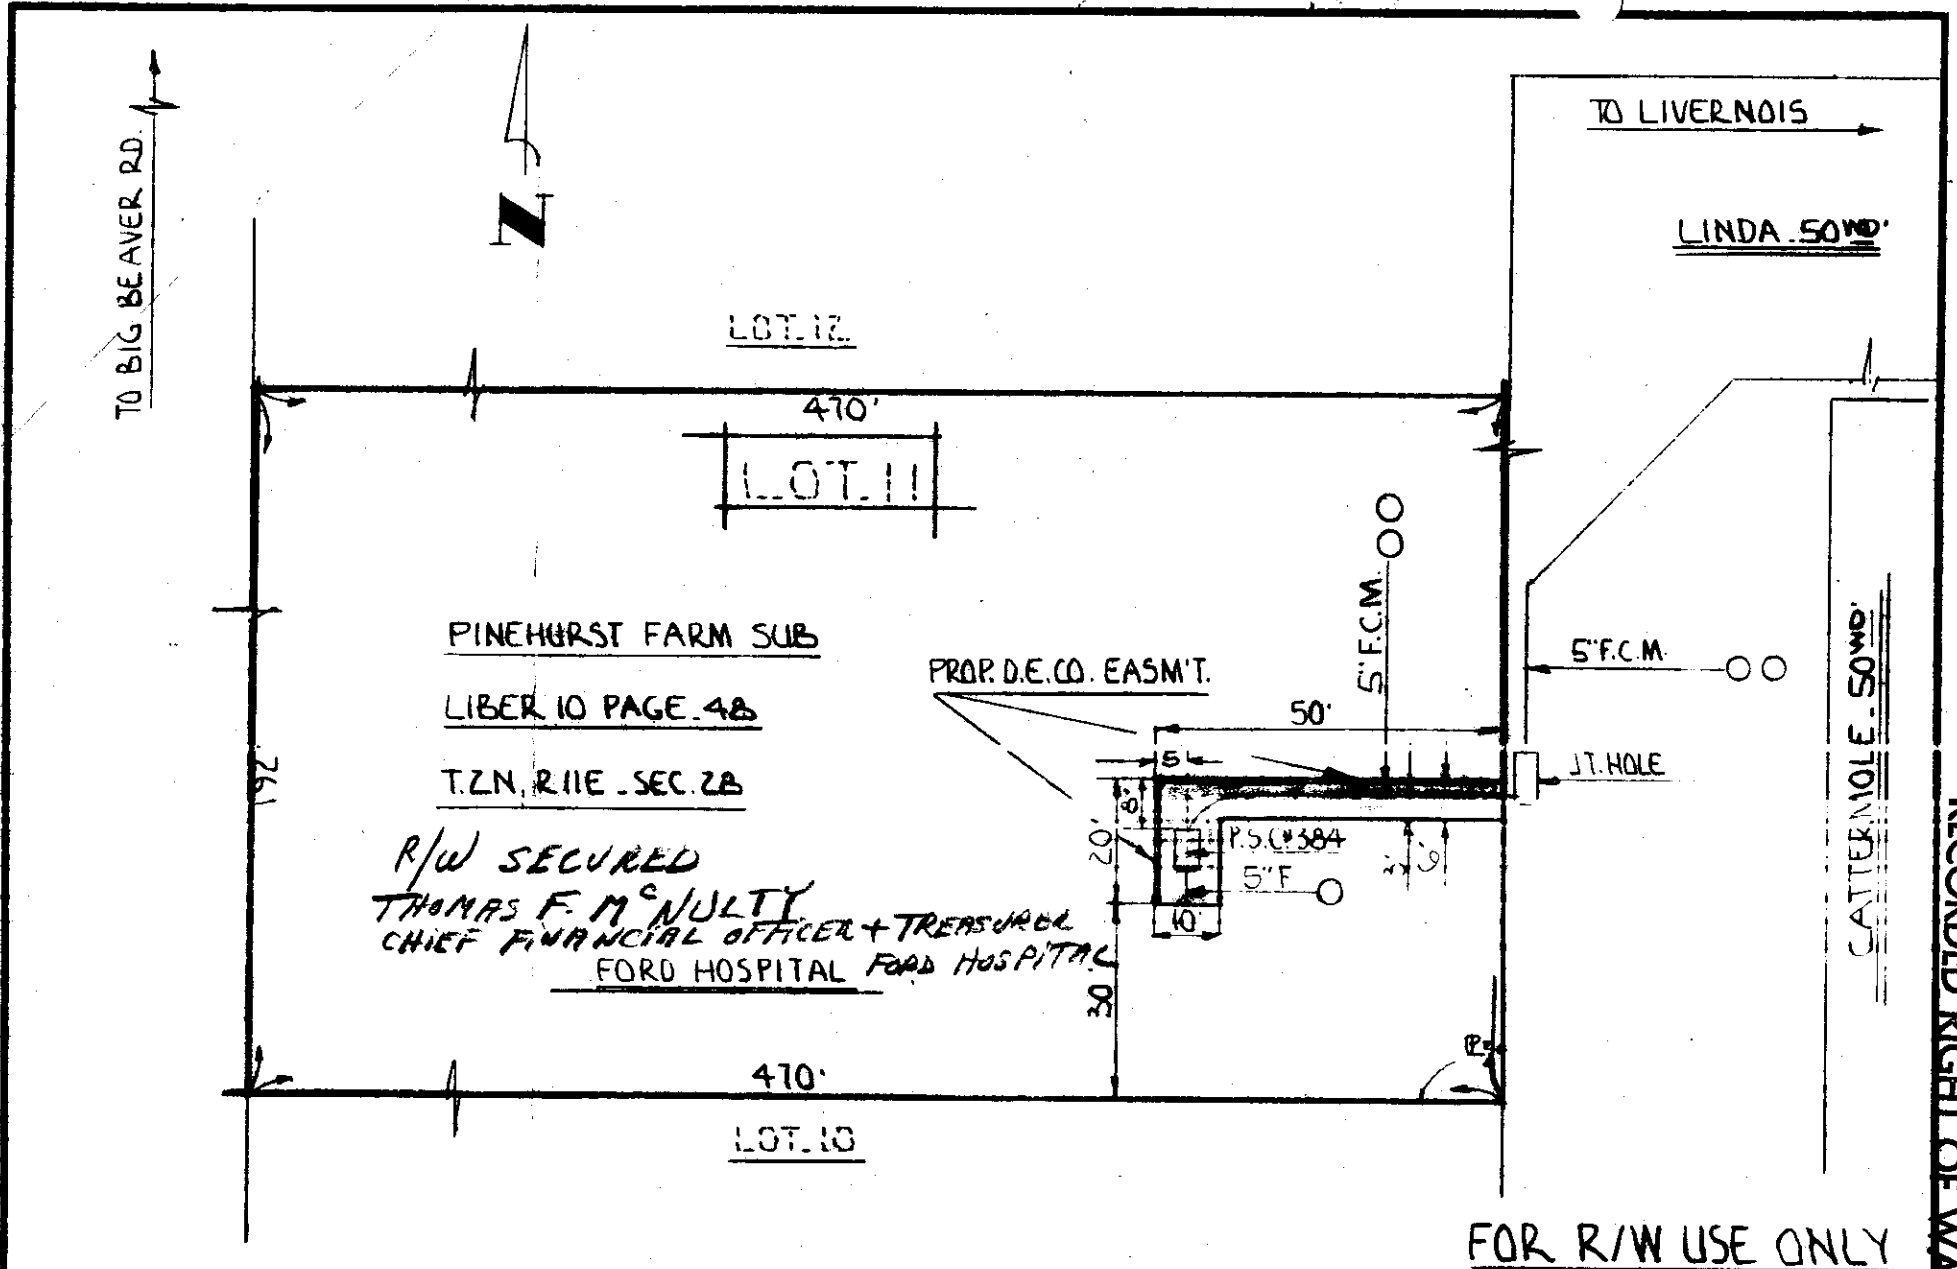 TO BIG BEAVER RD.
N
TO LIVERNOIS
LINDA. 50 WD'
LOT. 12
470'
LOT. 11
5" F.C.M.
PINEHURST FARM SUB
PROP. D.E.CO. EASM'T.
5" F.C.M.
CATTERMOLE. 50 WD'
LIBER 10 PAGE. 48
50'
5'
JT. HOLE
T.2N, R11E. SEC. 28
8'
20'
P.S.C.#384
5" F
6'
10'
R/W SECURED
THOMAS F. McNULTY
CHIEF FINANCIAL OFFICER + TREASURER
FORD HOSPITAL FORD HOSPITAL
30'
470'
LOT. 10
FOR R/W USE ONLY
RECORDED RIGHT OF